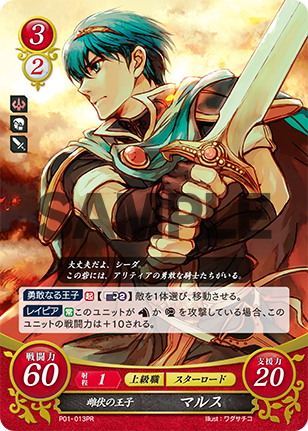 3
2
SAMPLE
大丈夫だよ、シーダ。
この砦には、アリティアの勇敢な騎士たちがいる。
勇敢なる王子 起【2】敵を1体選び、移動させる。
レイピア 常 このユニットが か を攻撃している場合、こ
のユニットの戦闘力は+10される。
戦闘力
60
射程 1 上級職 スターロード
支援力
20
雌伏の王子 マルス
P01-013PR Illust:ワダサチコ